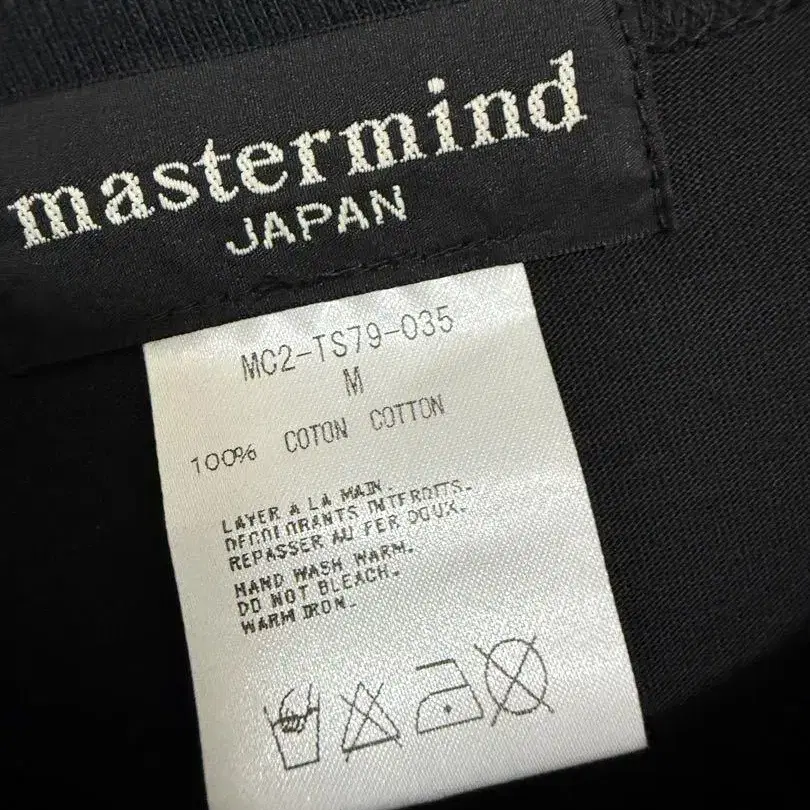 mastermind
JAPAN
MC2-TS79-035
M
100% COTON COTTON
LAVER A LA MAIN.
DECOLORANTS INTERDITS.
REPASSER AU FER DOUX.
HAND WASH WARM.
DO NOT BLEACH.
WARM IRON.